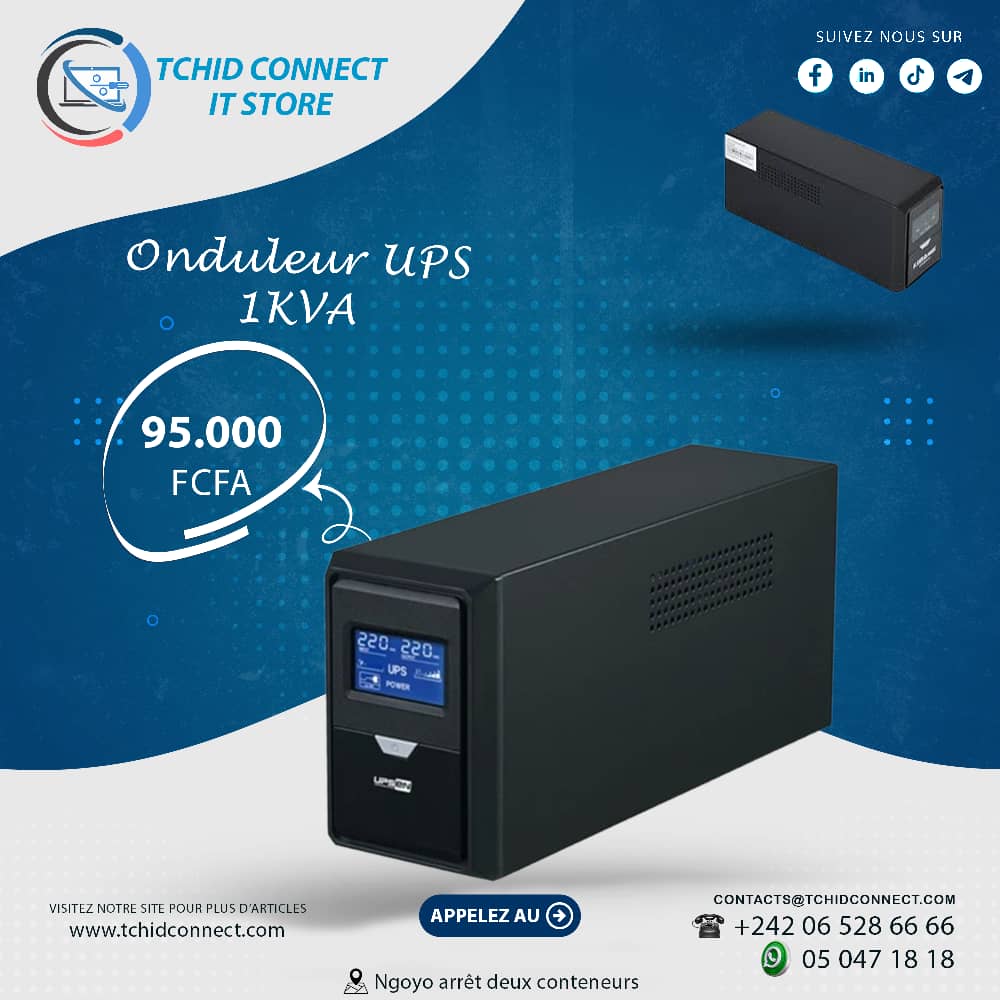 TCHID CONNECT
IT STORE
SUIVEZ NOUS SUR
Onduleur UPS
1KVA
95.000
FCFA
220 220
UPS
POWER
UPSEN
VISITEZ NOTRE SITE POUR PLUS D'ARTICLES
www.tchidconnect.com
APPELEZ AU
CONTACTS@TCHIDCONNECT.COM
+242 06 528 66 66
05 047 18 18
Ngoyo arrêt deux conteneurs